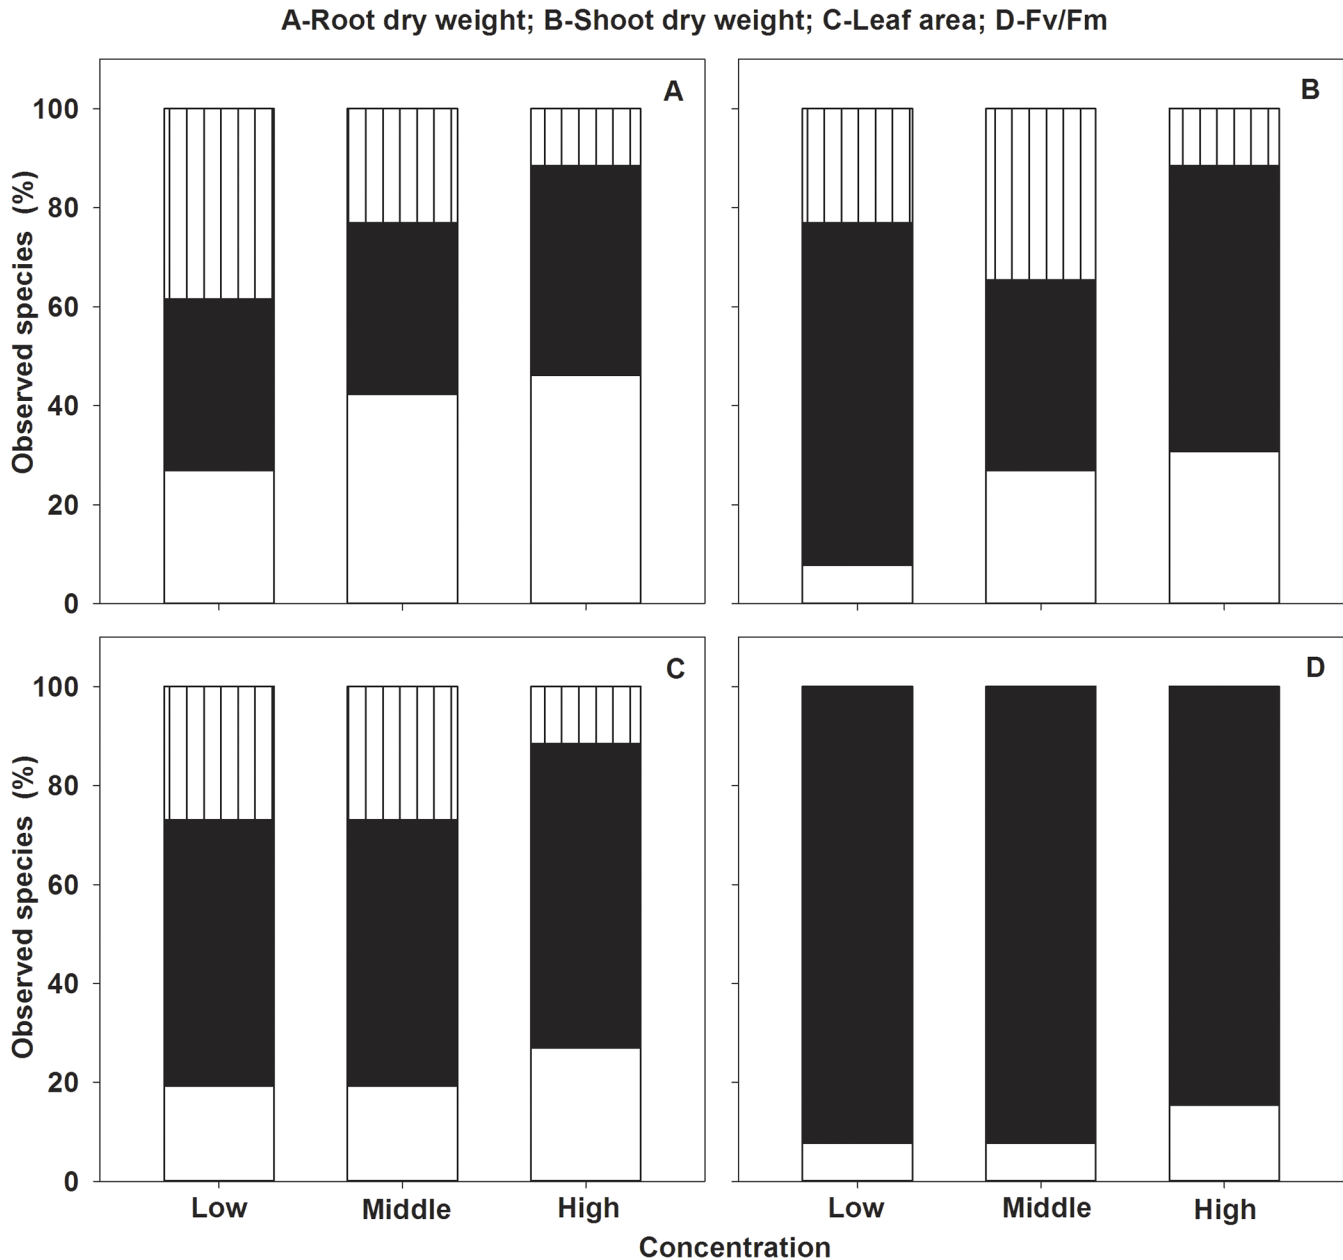 A-Root dry weight; B-Shoot dry weight; C-Leaf area; D-Fv/Fm
A
B
100
80
60
40
20
0
Observed species (%)
C
D
100
80
60
40
20
0
Observed species (%)
Low Middle High Low Middle High
Concentration